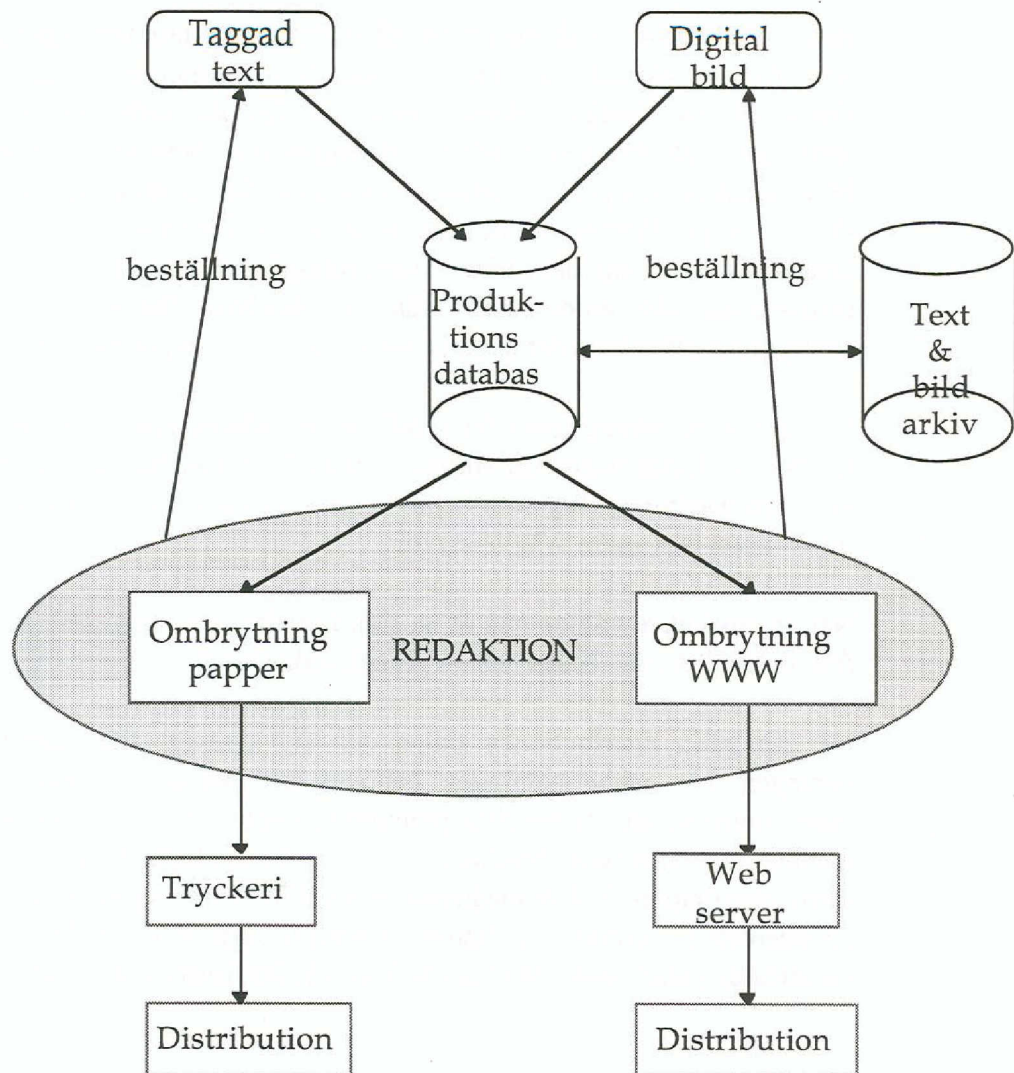 Taggad
text
Digital
bild
beställning
beställning
Produk-
tions
databas
Text
&
bild
arkiv
Ombrytning
papper
REDAKTION
Ombrytning
WWW
Tryckeri
Web
server
Distribution
Distribution